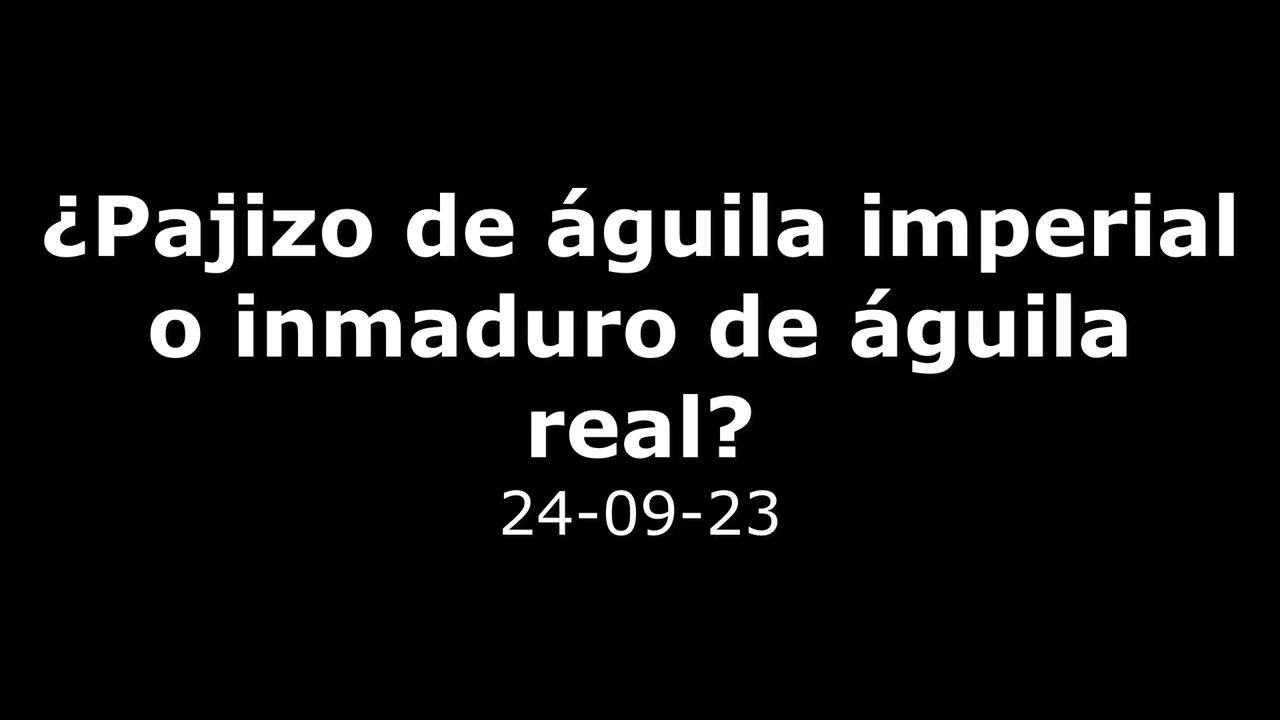 ¿Pajizo de águila imperial
o inmaduro de águila
real?
24-09-23